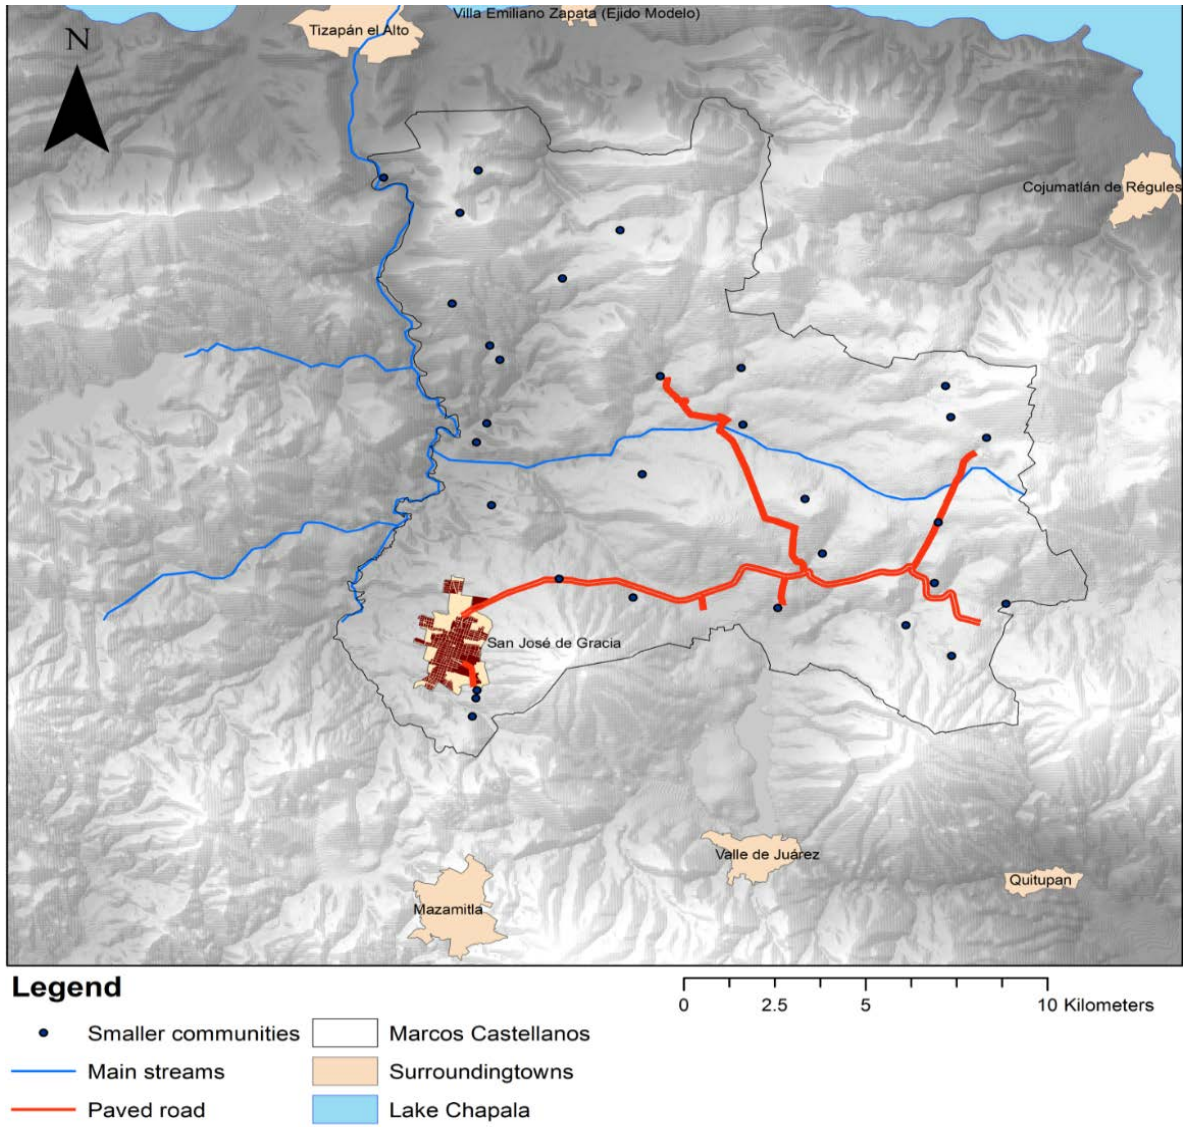 Villa Emiliano Zapata (Ejido Modelo)
Tizapán el Alto
N
Cojumatlán de Régules
San José de Gracia
Valle de Juárez
Quitupan
Mazamitla
Legend
0 2.5 5 10 Kilometers
Smaller communities
Marcos Castellanos
Main streams
Surroundingtowns
Paved road
Lake Chapala